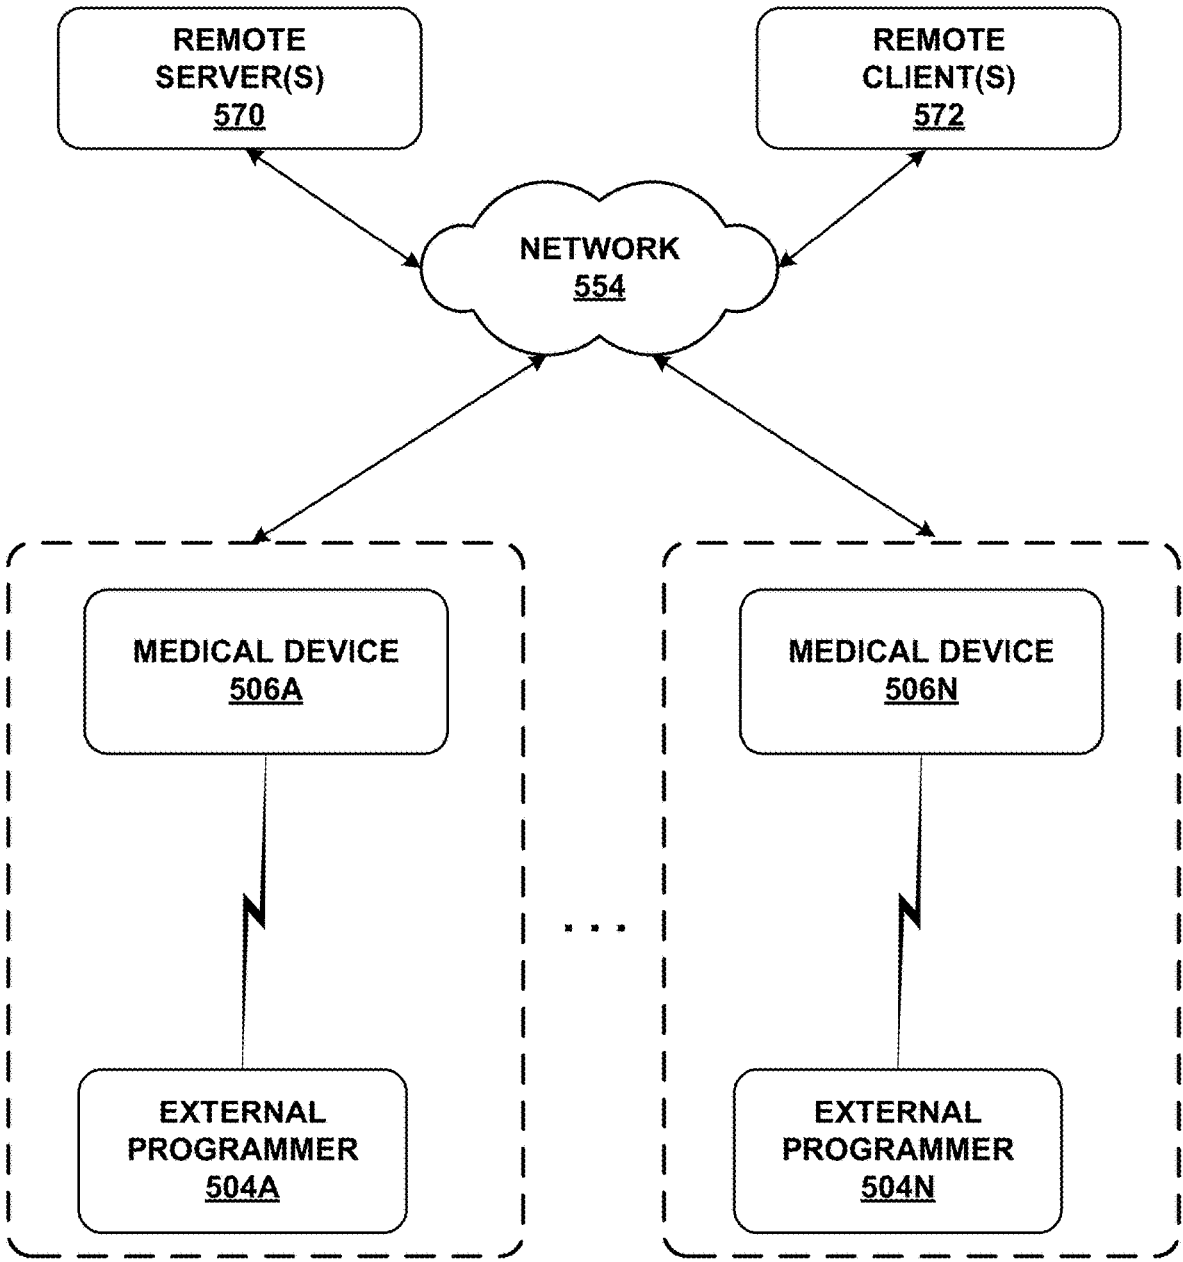 REMOTE
SERVER(S)
570
REMOTE
CLIENT(S)
572
NETWORK
554
MEDICAL DEVICE
506A
MEDICAL DEVICE
506N
. . .
EXTERNAL
PROGRAMMER
504A
EXTERNAL
PROGRAMMER
504N